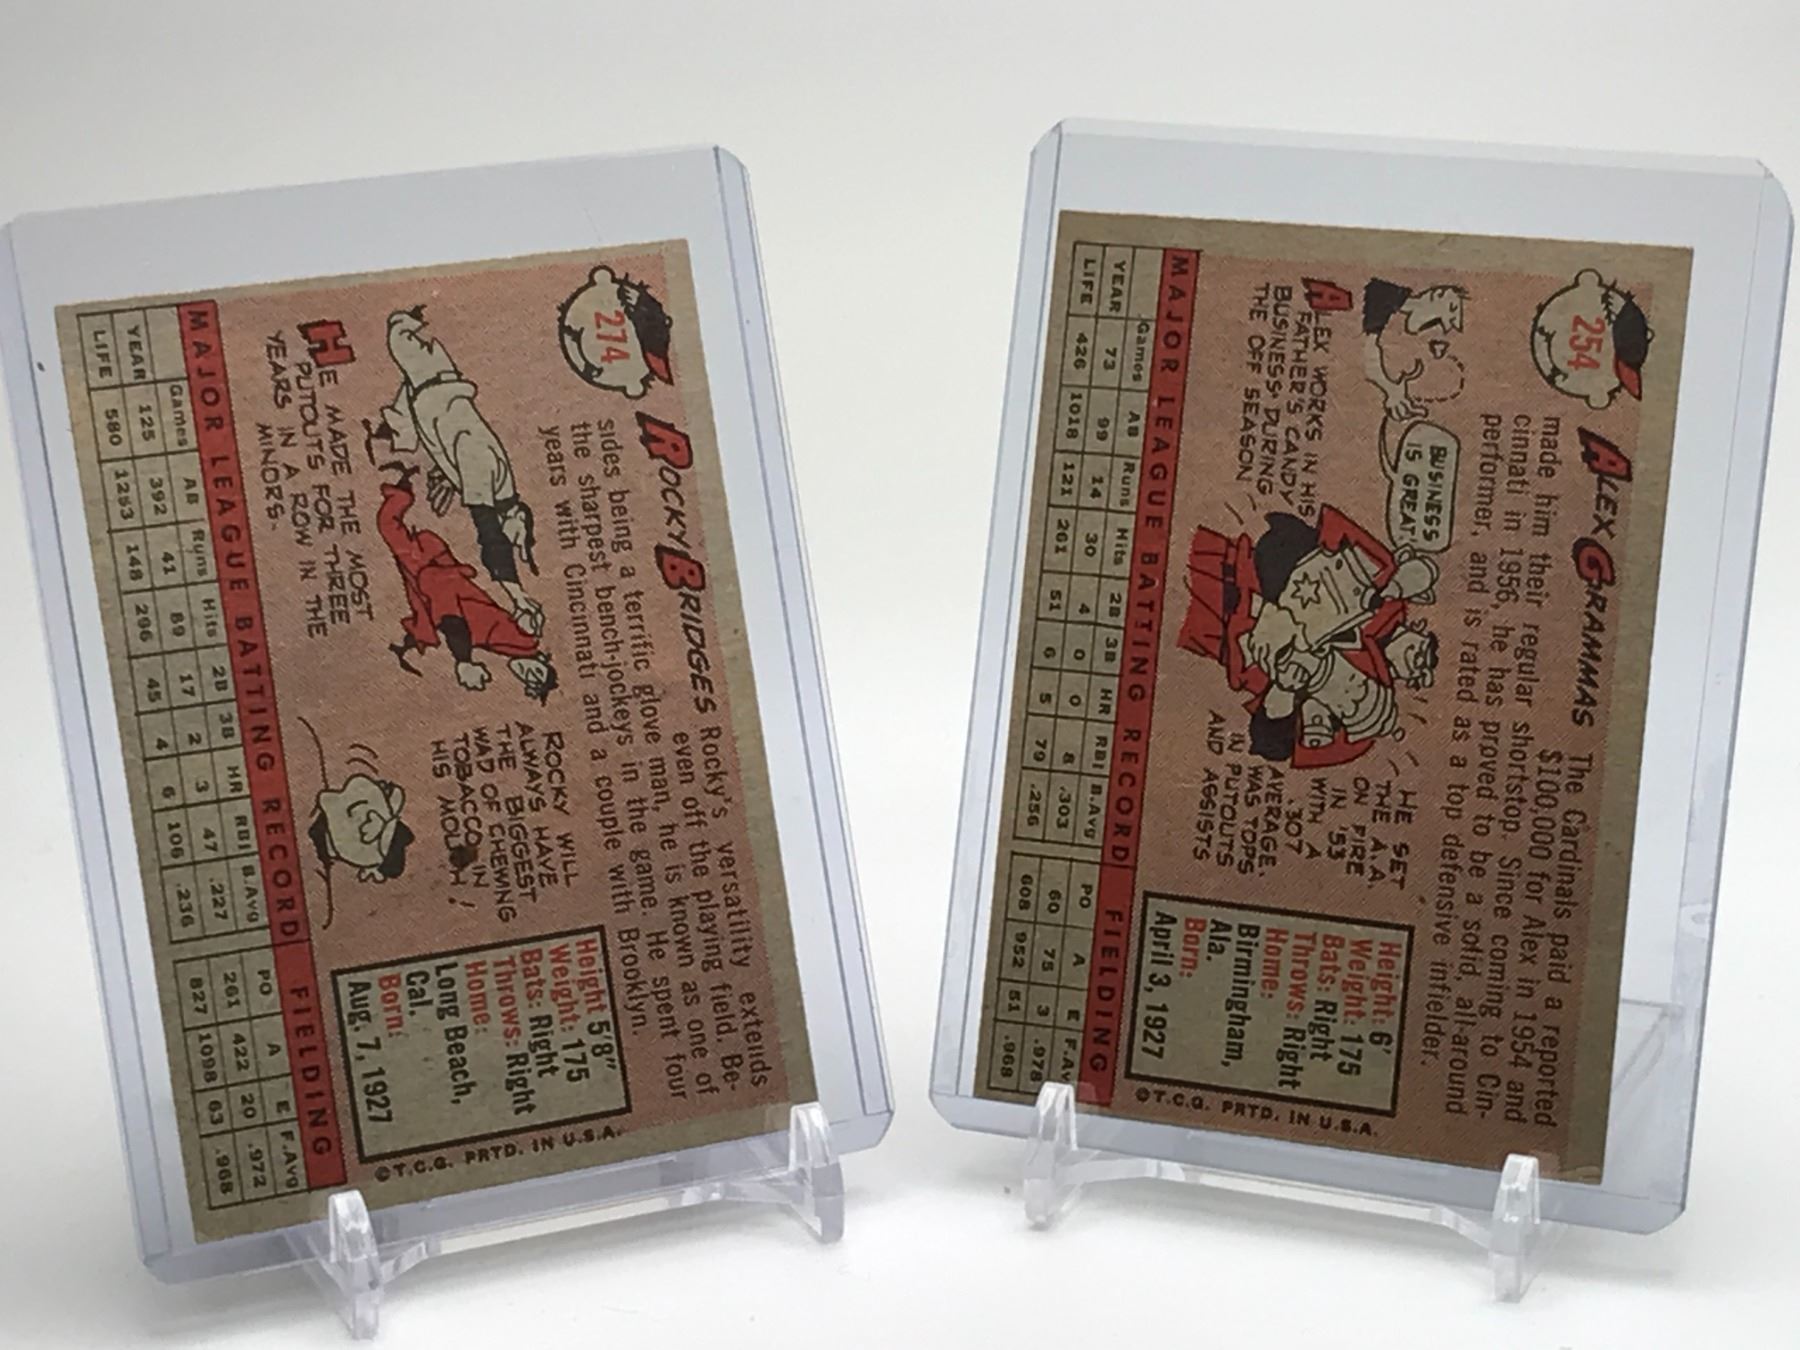 274
ROCKY BRIDGES
Rocky's versatility extends
even off the playing field. Be-
sides being a terrific glove man, he is known as one of
the sharpest bench-jockeys in the game. He spent four
years with Cincinnati and a couple with Brooklyn.
HE MADE THE MOST
PUTOUTS FOR THREE
YEARS IN A ROW IN THE
MINORS.
ROCKY WILL
ALWAYS HAVE
THE BIGGEST
WAD OF CHEWING
TOBACCO IN
HIS MOUTH!
Height 5'8"
Weight: 175
Bats: Right
Throws: Right
Home:
Long Beach,
Cal.
Born:
Aug. 7, 1927
©T.C.G. PRTD. IN U.S.A.
MAJOR LEAGUE BATTING RECORD FIELDING
Games AB Runs Hits 2B 3B HR RBI B.Avg PO A E F.Avg
YEAR 125 392 41 89 17 2 3 47 .227 261 422 20 .972
LIFE 580 1253 148 296 45 4 6 106 .236 827 1098 63 .968
254
ALEX GRAMMAS
The Cardinals paid a reported
$100,000 for Alex in 1954 and
made him their regular shortstop. Since coming to Cin-
cinnati in 1956, he has proved to be a solid, all-around
performer, and is rated as a top defensive infielder.
BUSINESS
IS GREAT!
ALEX WORKS IN HIS
FATHER'S CANDY
BUSINESS DURING
THE OFF SEASON
HE SET
THE A.A.
ON FIRE
IN '53
WITH A
.307
AVERAGE.
WAS TOPS
IN PUTOUTS
AND ASSISTS
Height: 6'
Weight: 175
Bats: Right
Throws: Right
Home:
Birmingham,
Ala.
Born:
April 3, 1927
©T.C.G. PRTD. IN U.S.A.
MAJOR LEAGUE BATTING RECORD FIELDING
Games AB Runs Hits 2B 3B HR RBI B.Avg PO A E F.Av
YEAR 73 99 14 30 4 0 0 8 .303 60 75 3 .978
LIFE 426 1018 121 261 51 6 5 79 .256 608 952 51 .968